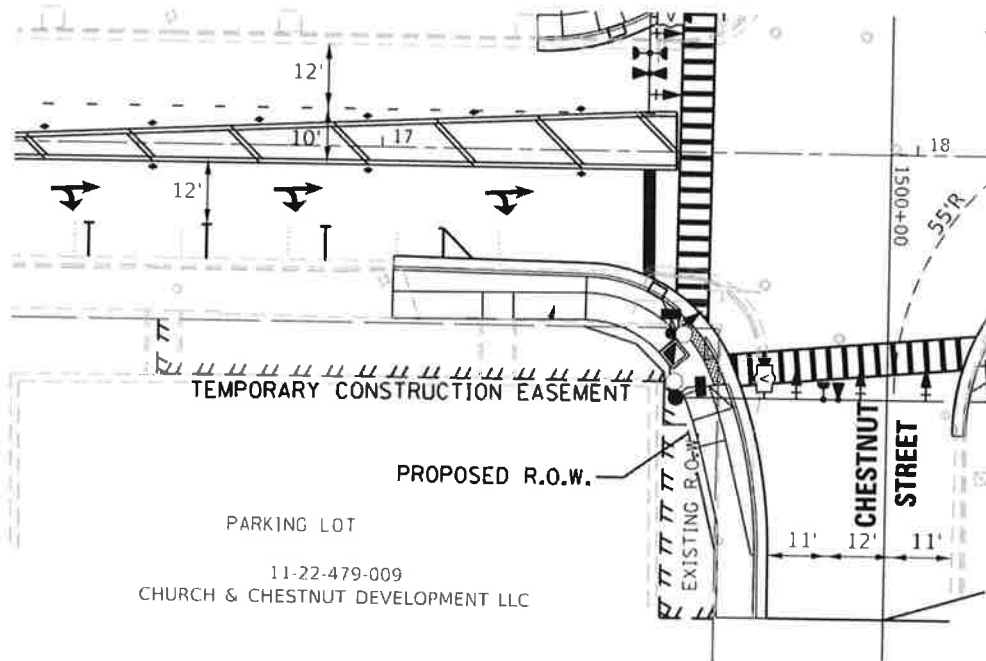 12'
10'
17
18
12'
1500+00
55'R
TEMPORARY CONSTRUCTION EASEMENT
PROPOSED R.O.W.
EXISTING R.O.W.
CHESTNUT
STREET
PARKING LOT
11'
12'
11'
11-22-479-009
CHURCH & CHESTNUT DEVELOPMENT LLC